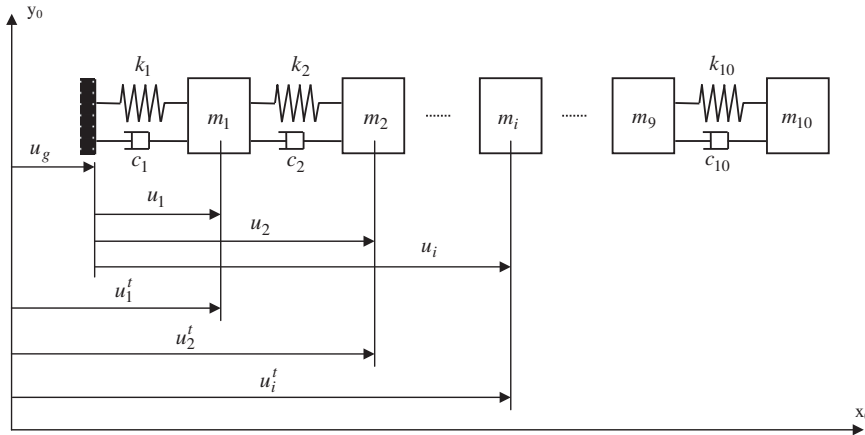 y₀
k₁ k₂ k₁₀
m₁ m₂ ....... mᵢ ....... m₉ m₁₀
c₁ c₂ c₁₀
u_g
u₁
u₂
uᵢ
u₁ᵗ
u₂ᵗ
uᵢᵗ